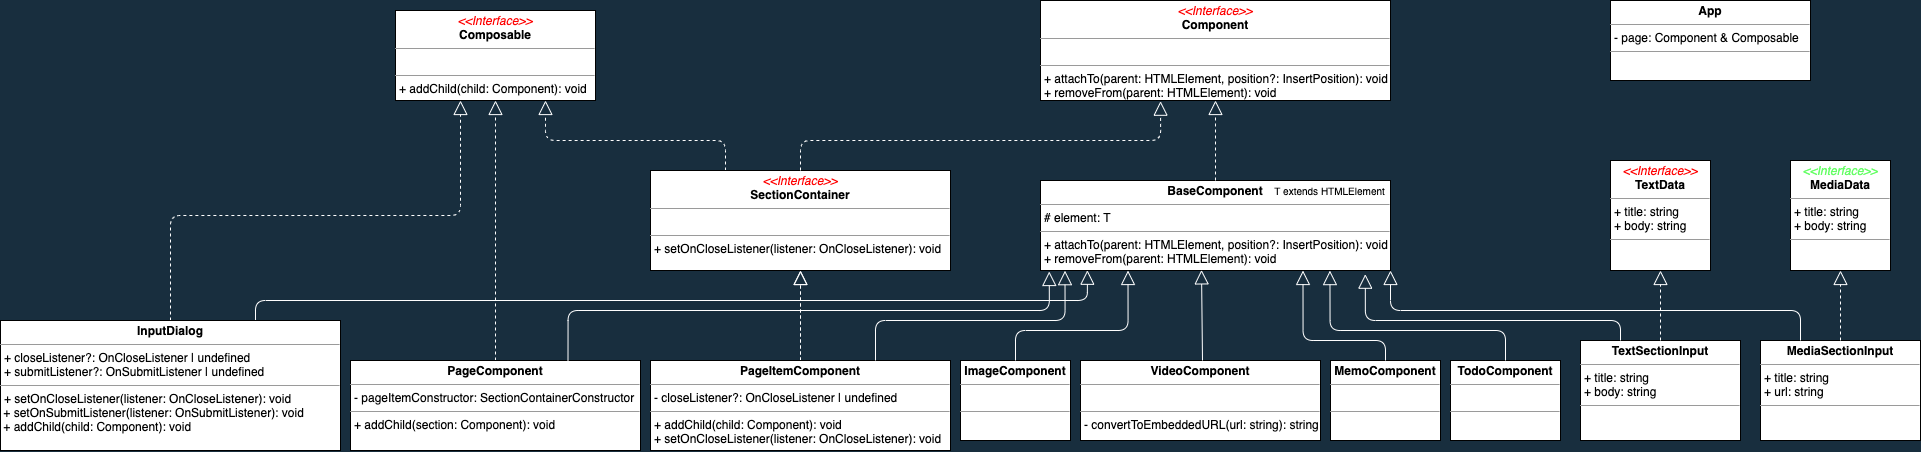 <<Interface>>
Composable
+ addChild(child: Component): void
<<Interface>>
Component
+ attachTo(parent: HTMLElement, position?: InsertPosition): void
+ removeFrom(parent: HTMLElement): void
App
- page: Component & Composable
<<Interface>>
SectionContainer
+ setOnCloseListener(listener: OnCloseListener): void
BaseComponent T extends HTMLElement
# element: T
+ attachTo(parent: HTMLElement, position?: InsertPosition): void
+ removeFrom(parent: HTMLElement): void
<<Interface>>
TextData
+ title: string
+ body: string
<<Interface>>
MediaData
+ title: string
+ body: string
InputDialog
+ closeListener?: OnCloseListener | undefined
+ submitListener?: OnSubmitListener | undefined
+ setOnCloseListener(listener: OnCloseListener): void
+ setOnSubmitListener(listener: OnSubmitListener): void
+ addChild(child: Component): void
PageComponent
- pageItemConstructor: SectionContainerConstructor
+ addChild(section: Component): void
PageItemComponent
- closeListener?: OnCloseListener | undefined
+ addChild(child: Component): void
+ setOnCloseListener(listener: OnCloseListener): void
ImageComponent
VideoComponent
- convertToEmbeddedURL(url: string): string
MemoComponent
TodoComponent
TextSectionInput
+ title: string
+ body: string
MediaSectionInput
+ title: string
+ url: string